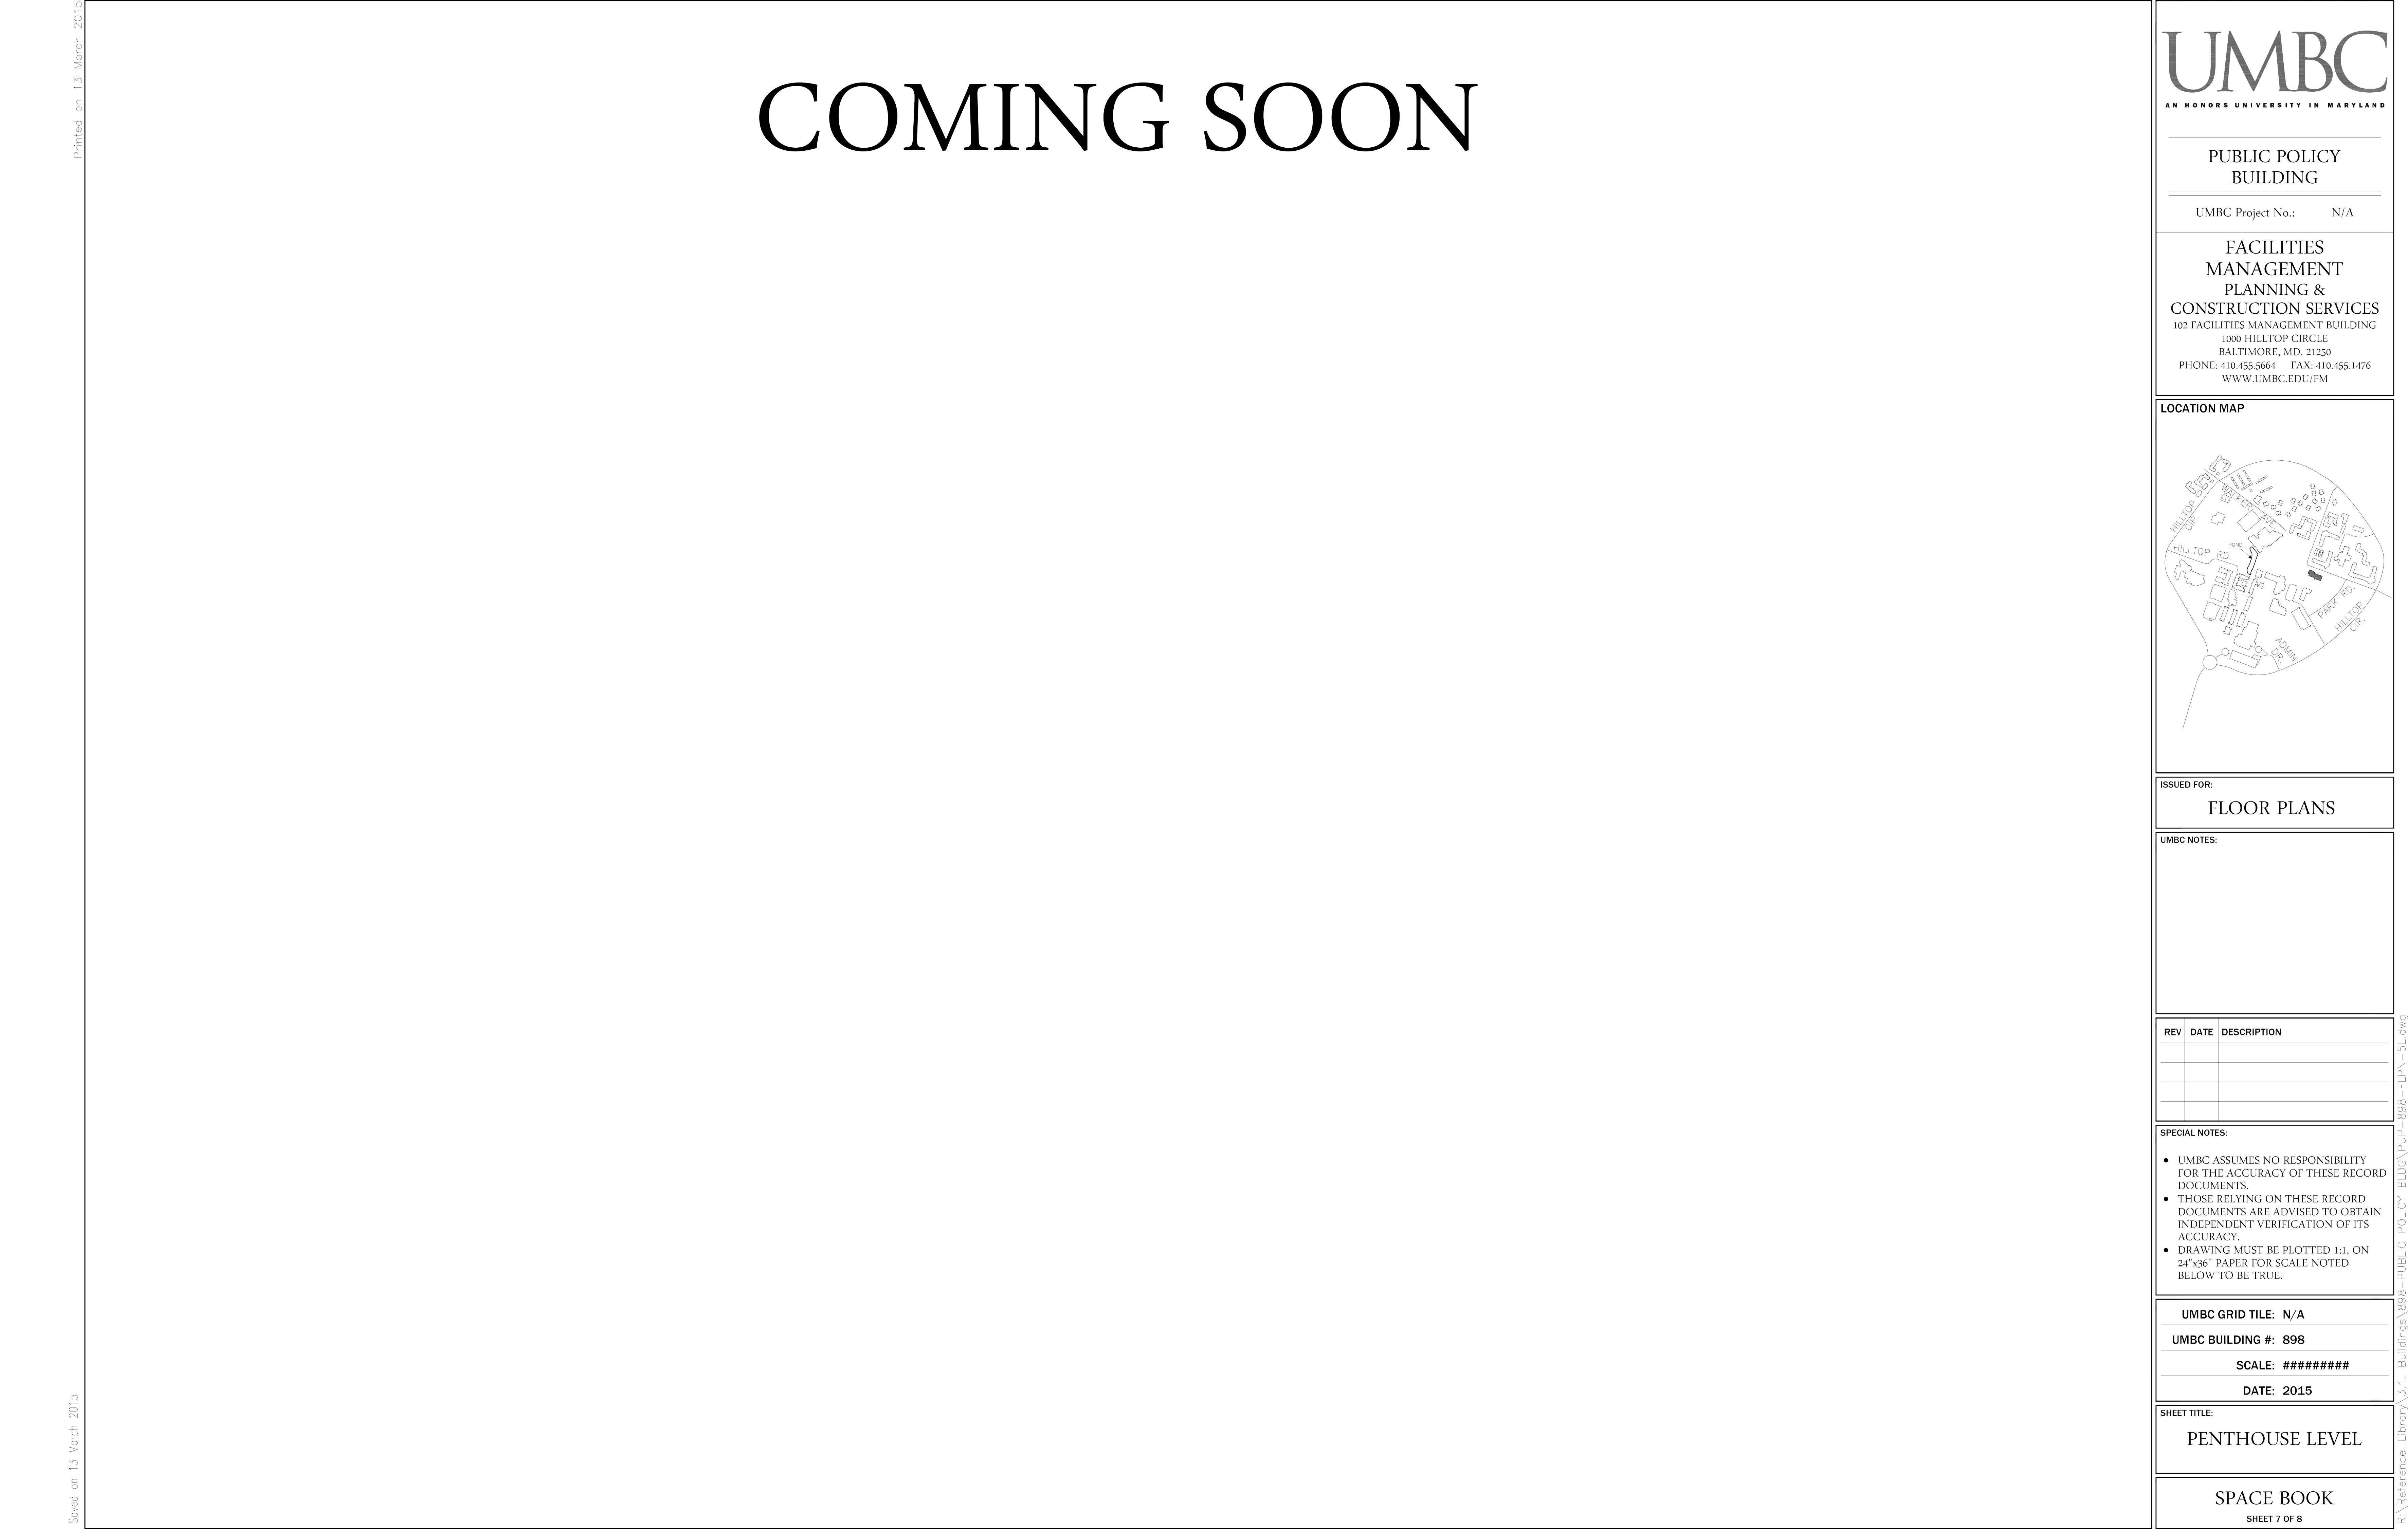 Printed on 13 March 2015
Saved on 13 March 2015
COMING SOON
UMBC
AN HONORS UNIVERSITY IN MARYLAND
PUBLIC POLICY
BUILDING
UMBC Project No.: N/A
FACILITIES
MANAGEMENT
PLANNING &
CONSTRUCTION SERVICES
102 FACILITIES MANAGEMENT BUILDING
1000 HILLTOP CIRCLE
BALTIMORE, MD. 21250
PHONE: 410.455.5664 FAX: 410.455.1476
WWW.UMBC.EDU/FM
LOCATION MAP
WALKER AVE.
HILLTOP
CIR.
POND
HILLTOP RD.
PARK RD.
HILLTOP
CIR.
ADMIN
DR.
ISSUED FOR:
FLOOR PLANS
UMBC NOTES:
REV DATE DESCRIPTION
SPECIAL NOTES:
● UMBC ASSUMES NO RESPONSIBILITY
FOR THE ACCURACY OF THESE RECORD
DOCUMENTS.
● THOSE RELYING ON THESE RECORD
DOCUMENTS ARE ADVISED TO OBTAIN
INDEPENDENT VERIFICATION OF ITS
ACCURACY.
● DRAWING MUST BE PLOTTED 1:1, ON
24"x36" PAPER FOR SCALE NOTED
BELOW TO BE TRUE.
UMBC GRID TILE: N/A
UMBC BUILDING #: 898
SCALE: #########
DATE: 2015
SHEET TITLE:
PENTHOUSE LEVEL
SPACE BOOK
SHEET 7 OF 8
R:\Reference_Library\3.1. Buildings\898-PUBLIC POLICY BLDG\PUP-898-FLPN-5L.dwg